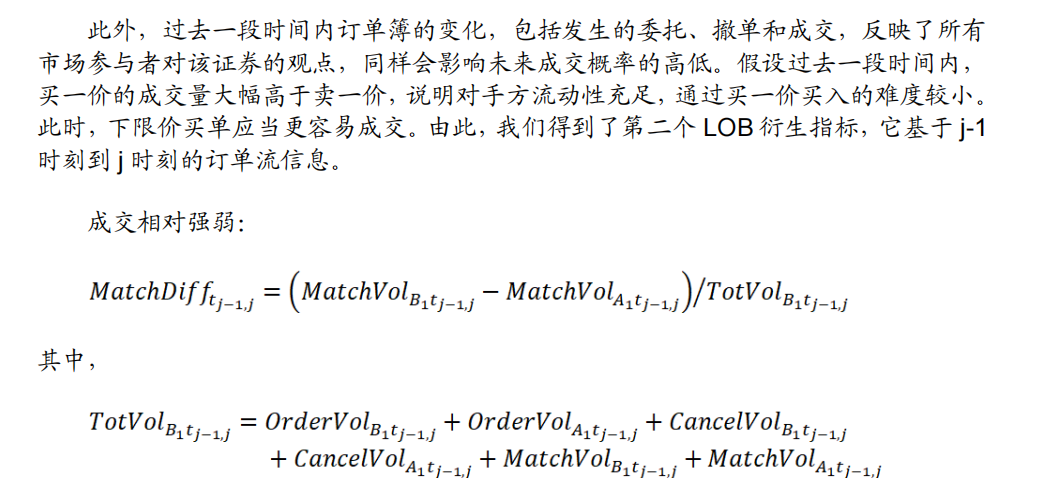 此外，过去一段时间内订单簿的变化，包括发生的委托、撤单和成交，反映了所有
市场参与者对该证券的观点，同样会影响未来成交概率的高低。假设过去一段时间内，
买一价的成交量大幅高于卖一价，说明对手方流动性充足，通过买一价买入的难度较小。
此时，下限价买单应当更容易成交。由此，我们得到了第二个 LOB 衍生指标，它基于 j-1
时刻到 j 时刻的订单流信息。
成交相对强弱：
MatchDiff_{t_{j−1,j}} = (MatchVol_{B_1t_{j−1,j}} − MatchVol_{A_1t_{j−1,j}})/TotVol_{B_1t_{j−1,j}}
其中，
TotVol_{B_1t_{j−1,j}} = OrderVol_{B_1t_{j−1,j}} + OrderVol_{A_1t_{j−1,j}} + CancelVol_{B_1t_{j−1,j}}
+ CancelVol_{A_1t_{j−1,j}} + MatchVol_{B_1t_{j−1,j}} + MatchVol_{A_1t_{j−1,j}}